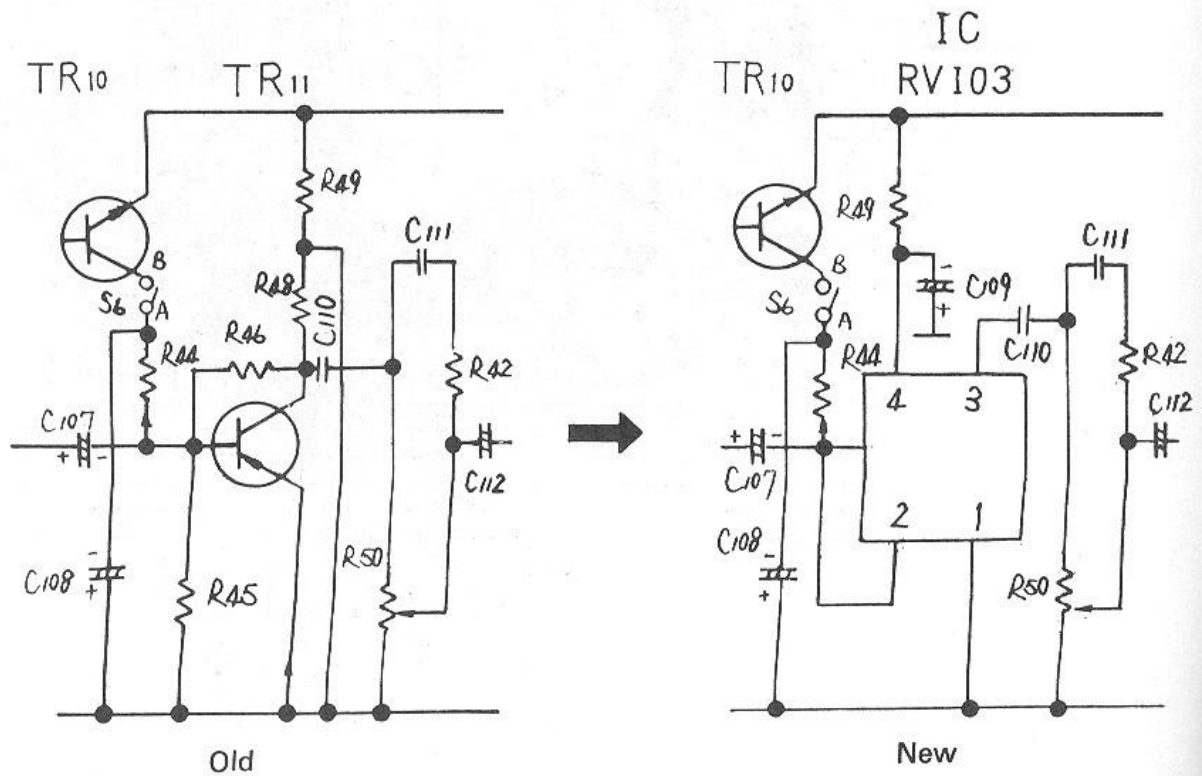 TR10
TR11
R49
C111
B
S6
A
R48
C110
R46
R44
R42
C107
+ -
C112
-
C108
+
R45
R50
Old
IC
TR10
RV103
R49
C111
B
S6
A
-
C109
+
C110
R44
R42
4 3
C112
+ -
C107
2 1
C108
-
+
R50
New